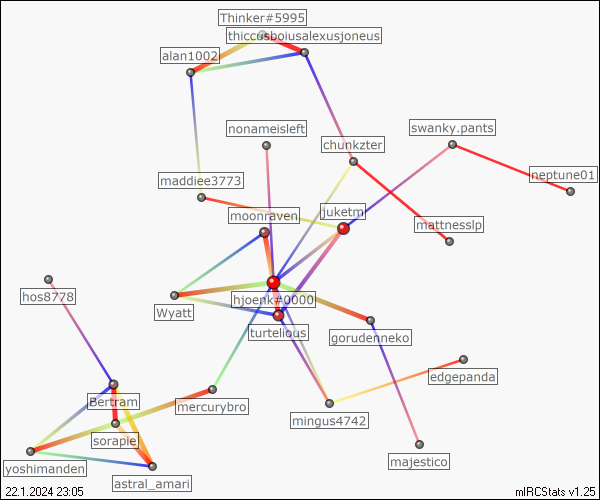 Thinker#5995
thiccusboiusalexusjoneus
alan1002
nonameisleft
swanky.pants
chunkzter
neptune01
maddiee3773
moonraven
juketm
mattnesslp
hos8778
hjoerk#0000
Wyatt
turtelious
gorudenneko
edgepanda
Bertram
mercurybro
mingus4742
sorapie
majestico
yoshimanden
astral_amari
22.1.2024 23:05
mIRCStats v1.25